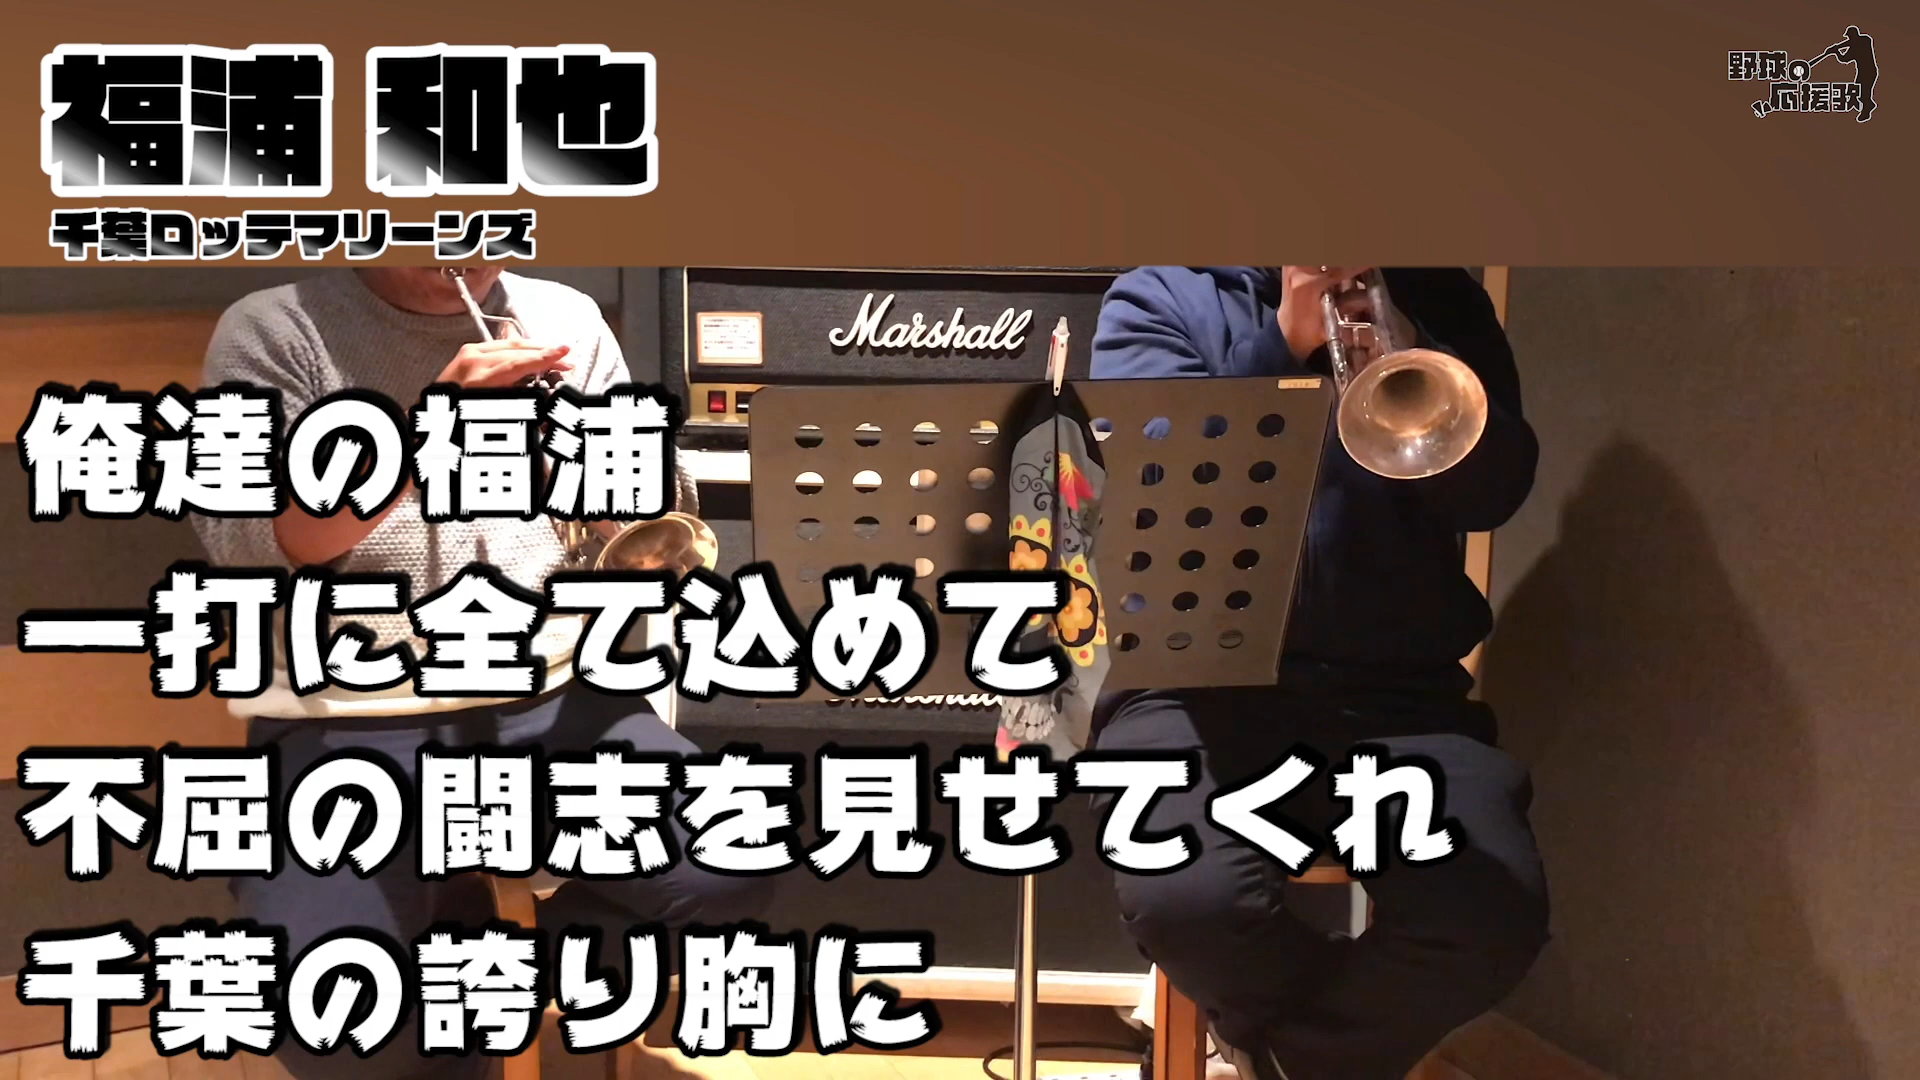 福浦 和也
千葉ロッテマリーンズ
野球の
応援歌
Marshall
俺達の福浦
一打に全て込めて
不屈の闘志を見せてくれ
千葉の誇り胸に